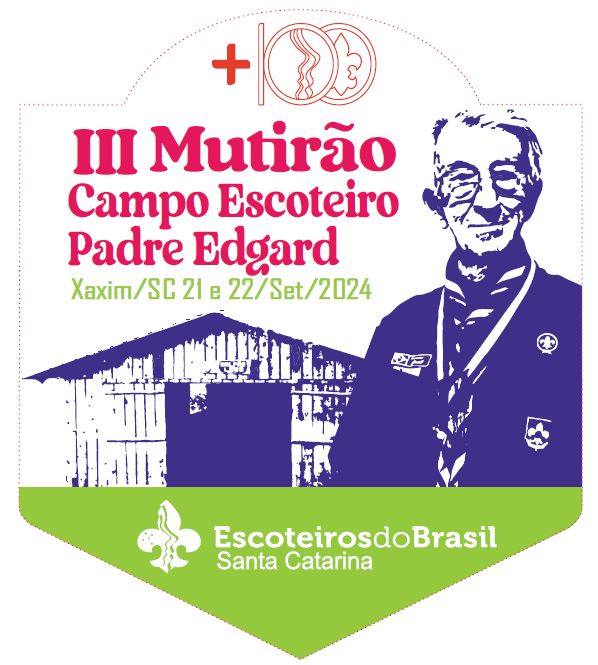 +100
III Mutirão
Campo Escoteiro
Padre Edgard
Xaxim/SC 21 e 22/Set/2024
EscoteirosdoBrasil
Santa Catarina